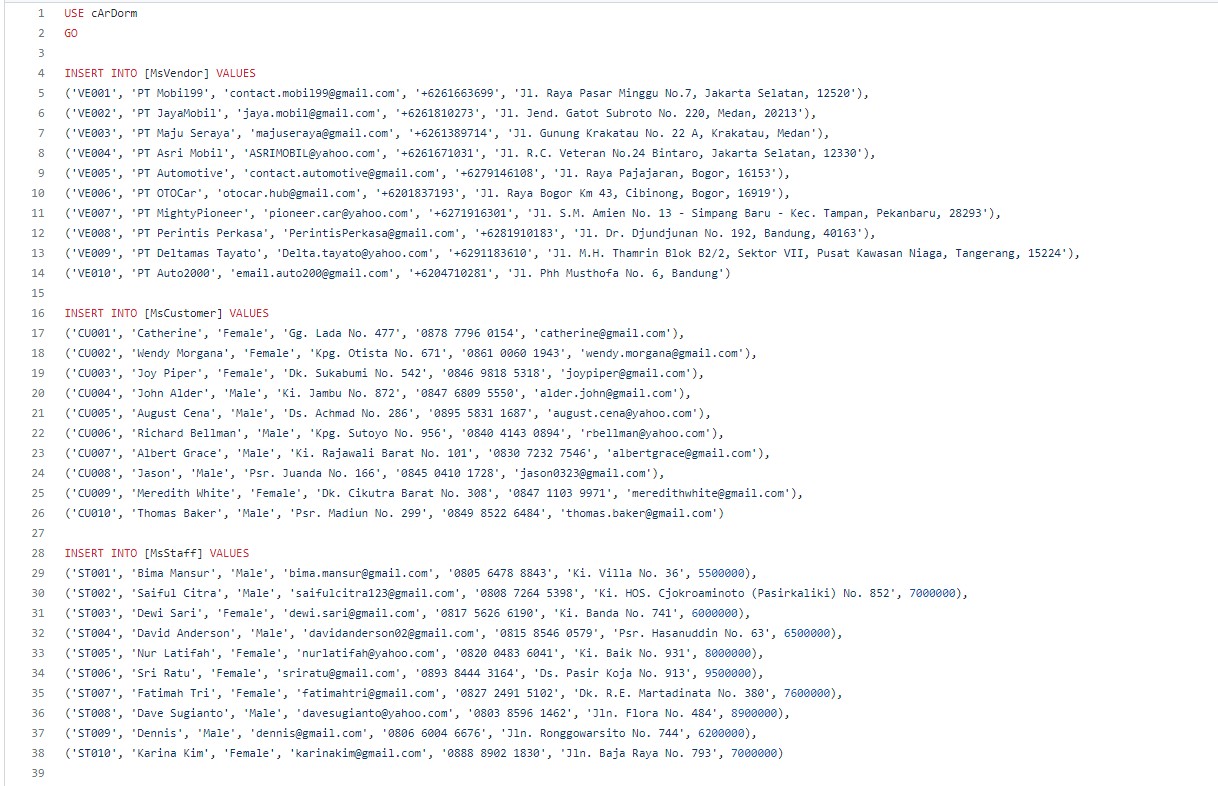 1 USE cArDorm
2 GO
3
4 INSERT INTO [MsVendor] VALUES
5 ('VE001', 'PT Mobil99', 'contact.mobil99@gmail.com', '+6261663699', 'Jl. Raya Pasar Minggu No.7, Jakarta Selatan, 12520'),
6 ('VE002', 'PT JayaMobil', 'jaya.mobil@gmail.com', '+6261810273', 'Jl. Jend. Gatot Subroto No. 220, Medan, 20213'),
7 ('VE003', 'PT Maju Seraya', 'majuseraya@gmail.com', '+6261389714', 'Jl. Gunung Krakatau No. 22 A, Krakatau, Medan'),
8 ('VE004', 'PT Asri Mobil', 'ASRIMOBIL@yahoo.com', '+6261671031', 'Jl. R.C. Veteran No.24 Bintaro, Jakarta Selatan, 12330'),
9 ('VE005', 'PT Automotive', 'contact.automotive@gmail.com', '+6279146108', 'Jl. Raya Pajajaran, Bogor, 16153'),
10 ('VE006', 'PT OTOCar', 'otocar.hub@gmail.com', '+6201837193', 'Jl. Raya Bogor Km 43, Cibinong, Bogor, 16919'),
11 ('VE007', 'PT MightyPioneer', 'pioneer.car@yahoo.com', '+6271916301', 'Jl. S.M. Amien No. 13 - Simpang Baru - Kec. Tampan, Pekanbaru, 28293'),
12 ('VE008', 'PT Perintis Perkasa', 'PerintisPerkasa@gmail.com', '+6281910183', 'Jl. Dr. Djundjunan No. 192, Bandung, 40163'),
13 ('VE009', 'PT Deltamas Tayato', 'Delta.tayato@yahoo.com', '+6291183610', 'Jl. M.H. Thamrin Blok B2/2, Sektor VII, Pusat Kawasan Niaga, Tangerang, 15224'),
14 ('VE010', 'PT Auto2000', 'email.auto200@gmail.com', '+6204710281', 'Jl. Phh Musthofa No. 6, Bandung')
15
16 INSERT INTO [MsCustomer] VALUES
17 ('CU001', 'Catherine', 'Female', 'Gg. Lada No. 477', '0878 7796 0154', 'catherine@gmail.com'),
18 ('CU002', 'Wendy Morgana', 'Female', 'Kpg. Otista No. 671', '0861 0060 1943', 'wendy.morgana@gmail.com'),
19 ('CU003', 'Joy Piper', 'Female', 'Dk. Sukabumi No. 542', '0846 9818 5318', 'joypiper@gmail.com'),
20 ('CU004', 'John Alder', 'Male', 'Ki. Jambu No. 872', '0847 6809 5550', 'alder.john@gmail.com'),
21 ('CU005', 'August Cena', 'Male', 'Ds. Achmad No. 286', '0895 5831 1687', 'august.cena@yahoo.com'),
22 ('CU006', 'Richard Bellman', 'Male', 'Kpg. Sutoyo No. 956', '0840 4143 0894', 'rbellman@yahoo.com'),
23 ('CU007', 'Albert Grace', 'Male', 'Ki. Rajawali Barat No. 101', '0830 7232 7546', 'albertgrace@gmail.com'),
24 ('CU008', 'Jason', 'Male', 'Psr. Juanda No. 166', '0845 0410 1728', 'jason0323@gmail.com'),
25 ('CU009', 'Meredith White', 'Female', 'Dk. Cikutra Barat No. 308', '0847 1103 9971', 'meredithwhite@gmail.com'),
26 ('CU010', 'Thomas Baker', 'Male', 'Psr. Madiun No. 299', '0849 8522 6484', 'thomas.baker@gmail.com')
27
28 INSERT INTO [MsStaff] VALUES
29 ('ST001', 'Bima Mansur', 'Male', 'bima.mansur@gmail.com', '0805 6478 8843', 'Ki. Villa No. 36', 5500000),
30 ('ST002', 'Saiful Citra', 'Male', 'saifulcitra123@gmail.com', '0808 7264 5398', 'Ki. HOS. Cjokroaminoto (Pasirkaliki) No. 852', 7000000),
31 ('ST003', 'Dewi Sari', 'Female', 'dewi.sari@gmail.com', '0817 5626 6190', 'Ki. Banda No. 741', 6000000),
32 ('ST004', 'David Anderson', 'Male', 'davidanderson02@gmail.com', '0815 8546 0579', 'Psr. Hasanuddin No. 63', 6500000),
33 ('ST005', 'Nur Latifah', 'Female', 'nurlatifah@yahoo.com', '0820 0483 6041', 'Ki. Baik No. 931', 8000000),
34 ('ST006', 'Sri Ratu', 'Female', 'sriratu@gmail.com', '0893 8444 3164', 'Ds. Pasir Koja No. 913', 9500000),
35 ('ST007', 'Fatimah Tri', 'Female', 'fatimahtri@gmail.com', '0827 2491 5102', 'Dk. R.E. Martadinata No. 380', 7600000),
36 ('ST008', 'Dave Sugianto', 'Male', 'davesugianto@yahoo.com', '0803 8596 1462', 'Jln. Flora No. 484', 8900000),
37 ('ST009', 'Dennis', 'Male', 'dennis@gmail.com', '0806 6004 6676', 'Jln. Ronggowarsito No. 744', 6200000),
38 ('ST010', 'Karina Kim', 'Female', 'karinakim@gmail.com', '0888 8902 1830', 'Jln. Baja Raya No. 793', 7000000)
39